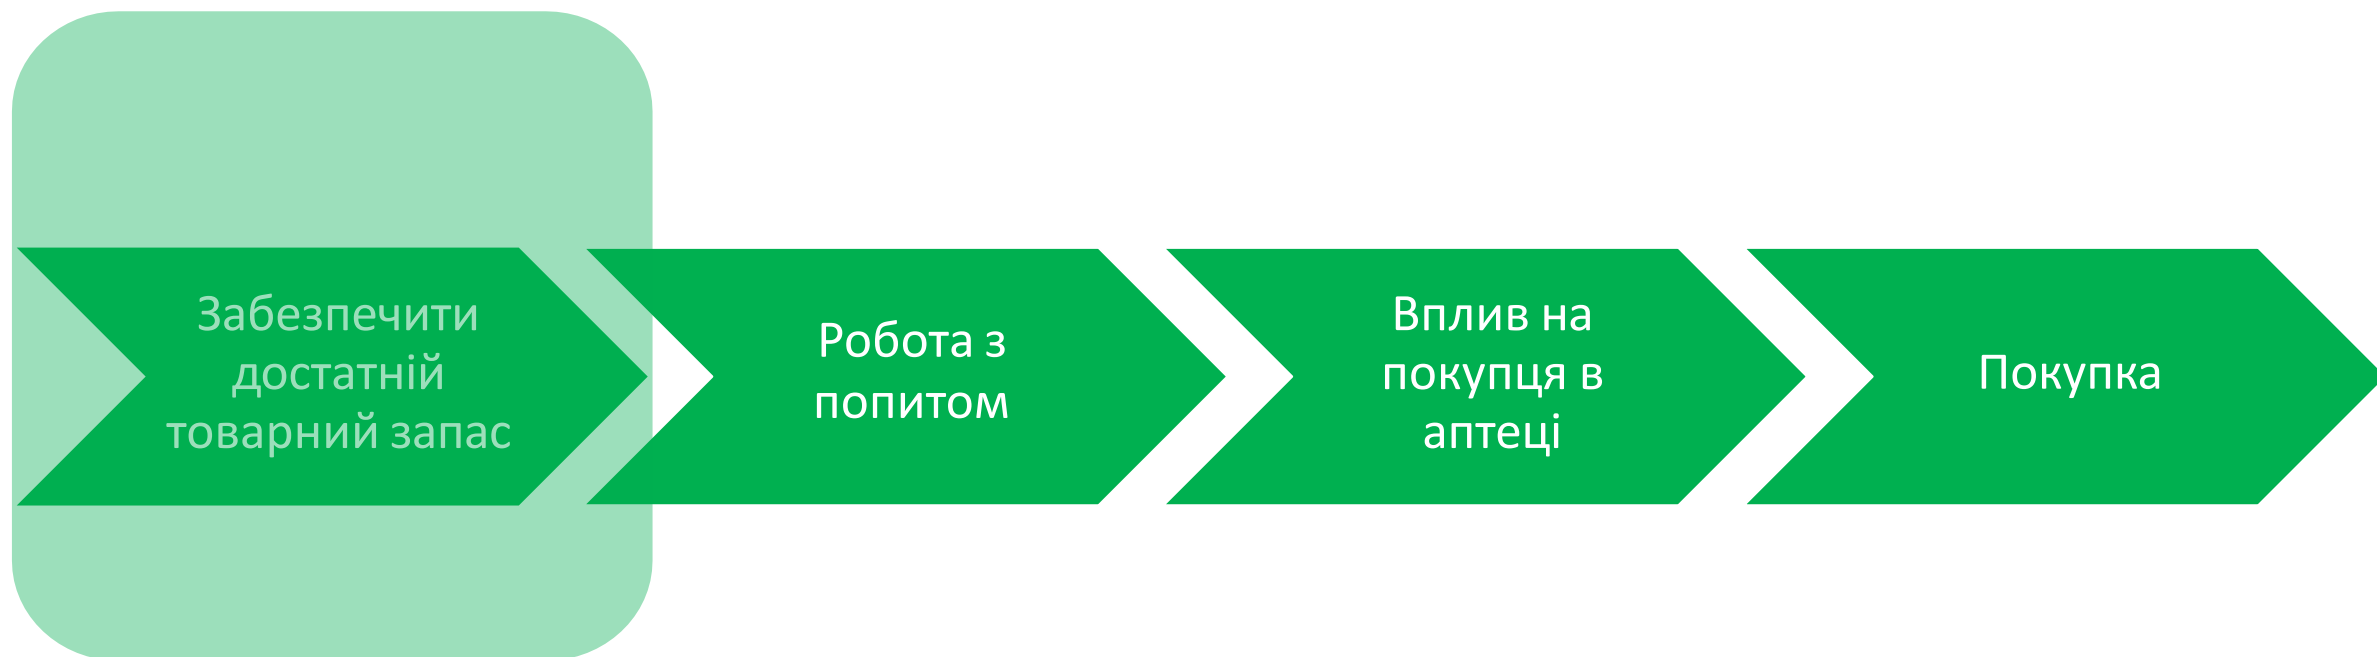 Забезпечити
достатній
товарний запас
Робота з
попитом
Вплив на
покупця в
аптеці
Покупка